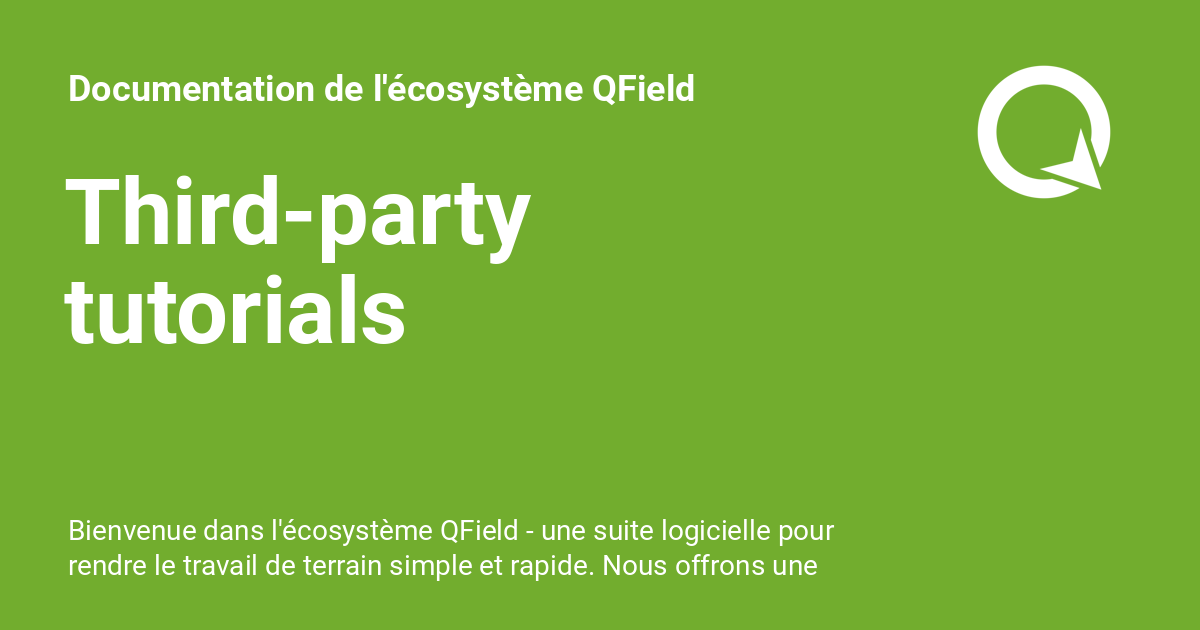 Documentation de l'écosystème QField
Third-party
tutorials
Bienvenue dans l'écosystème QField - une suite logicielle pour
rendre le travail de terrain simple et rapide. Nous offrons une